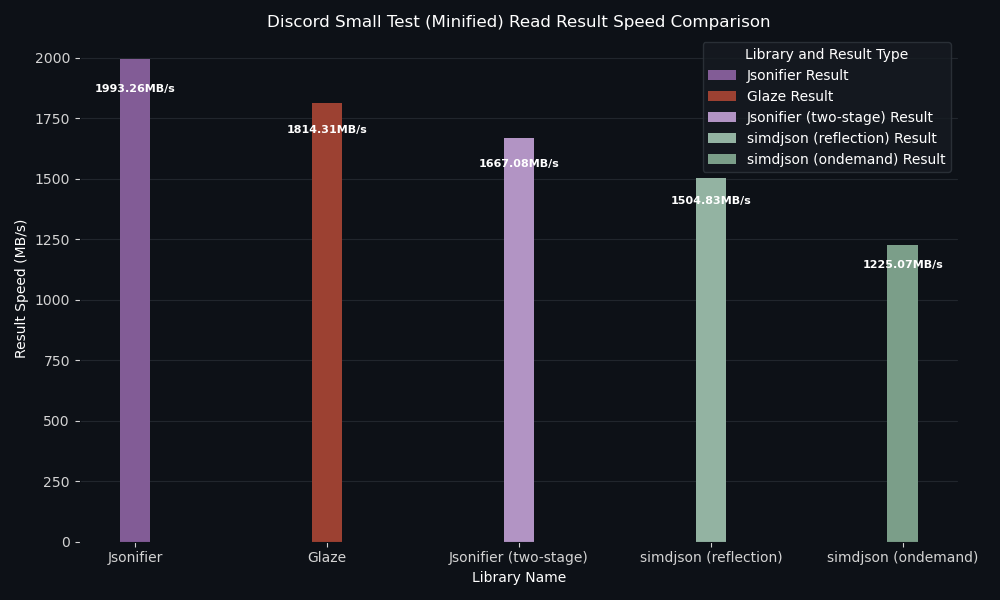 Discord Small Test (Minified) Read Result Speed Comparison
Library and Result Type
Jsonifier Result
Glaze Result
Jsonifier (two-stage) Result
simdjson (reflection) Result
simdjson (ondemand) Result
Result Speed (MB/s)
2000
1750
1500
1250
1000
750
500
250
0
1993.26MB/s
1814.31MB/s
1667.08MB/s
1504.83MB/s
1225.07MB/s
Jsonifier
Glaze
Jsonifier (two-stage)
simdjson (reflection)
simdjson (ondemand)
Library Name